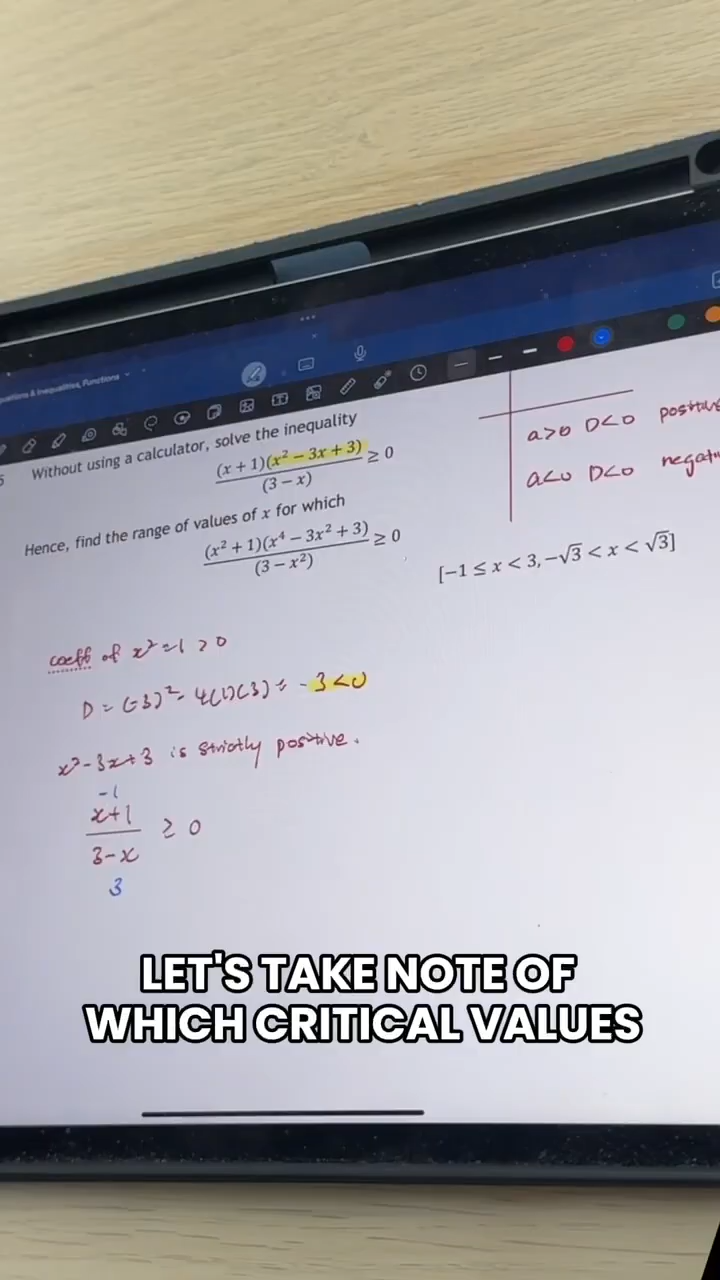 Without using a calculator, solve the inequality
(x + 1)(x² − 3x + 3)
(3 − x)
≥ 0
Hence, find the range of values of x for which
(x² + 1)(x⁴ − 3x² + 3)
(3 − x²)
≥ 0
[−1 ≤ x < 3, −√3 < x < √3]
a>0 D<0
a<0 D<0
coeff of x² = 1 > 0
D = (-3)² - 4(1)(3) = -3 < 0
x² - 3x + 3 is strictly positive.
-1
x+1
3-x
≥ 0
3
LET'S TAKE NOTE OF
WHICH CRITICAL VALUES